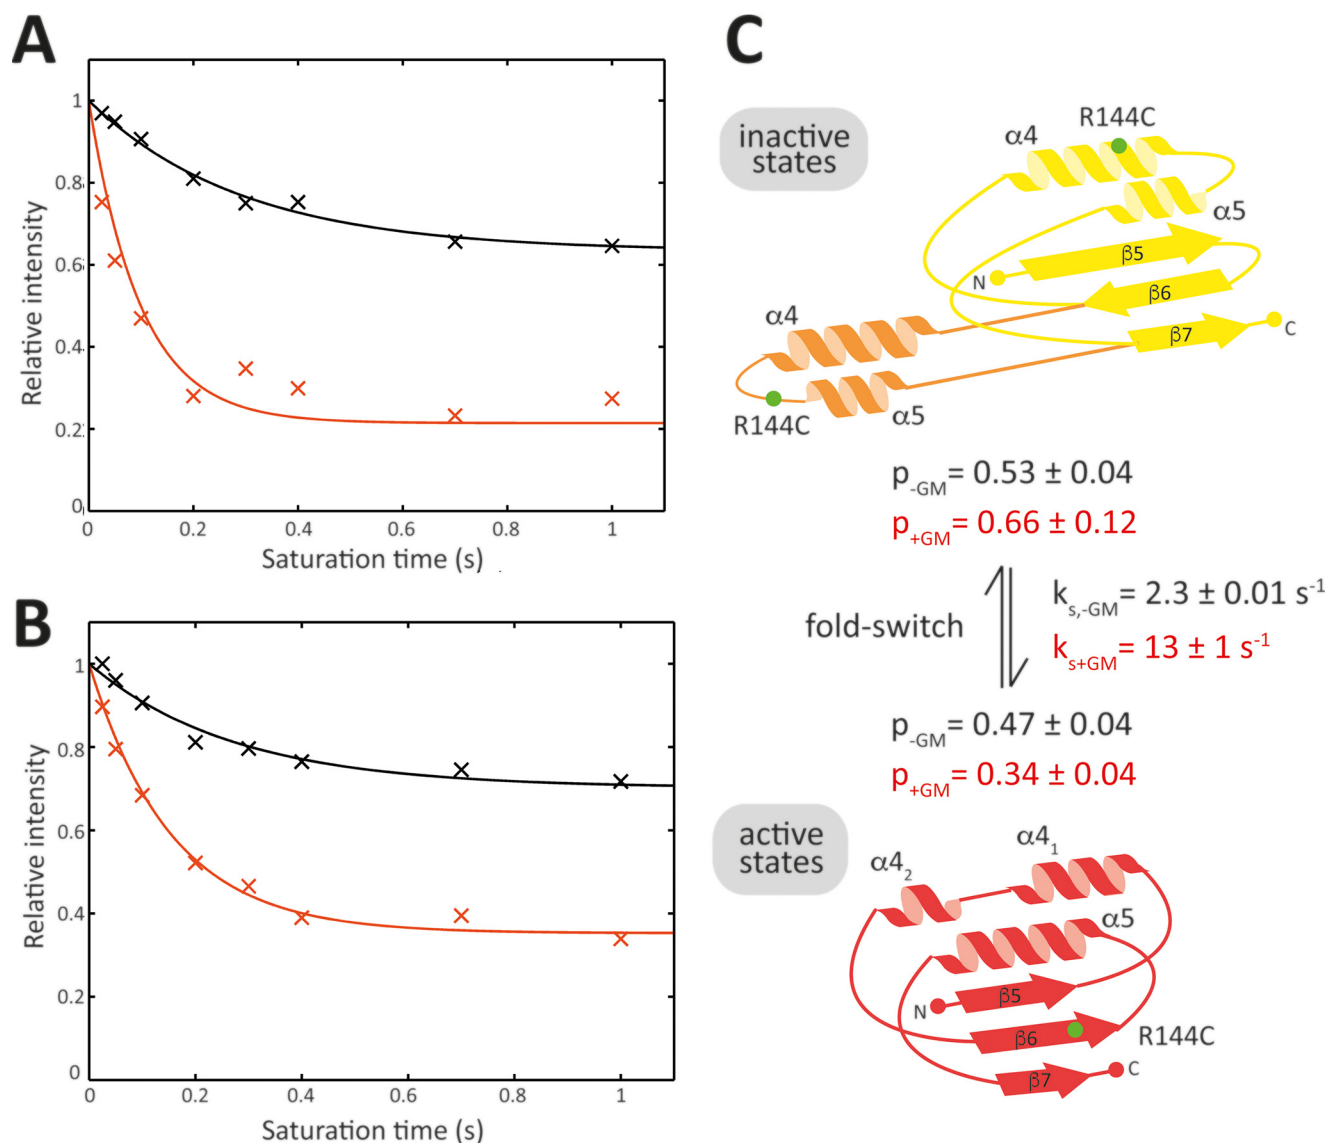 A
Relative intensity
1
0.8
0.6
0.4
0.2
0
0 0.2 0.4 0.6 0.8 1
Saturation time (s)
B
Relative intensity
1
0.8
0.6
0.4
0.2
0
0 0.2 0.4 0.6 0.8 1
Saturation time (s)
C
inactive
states
R144C
α4
α5
β5
N
β6
β7
C
α4
R144C
α5
p-GM= 0.53 ± 0.04
p+GM= 0.66 ± 0.12
fold-switch
ks,-GM= 2.3 ± 0.01 s-1
ks+GM= 13 ± 1 s-1
p-GM= 0.47 ± 0.04
p+GM= 0.34 ± 0.04
active
states
α42
α41
α5
β5
N
β6
R144C
β7
C